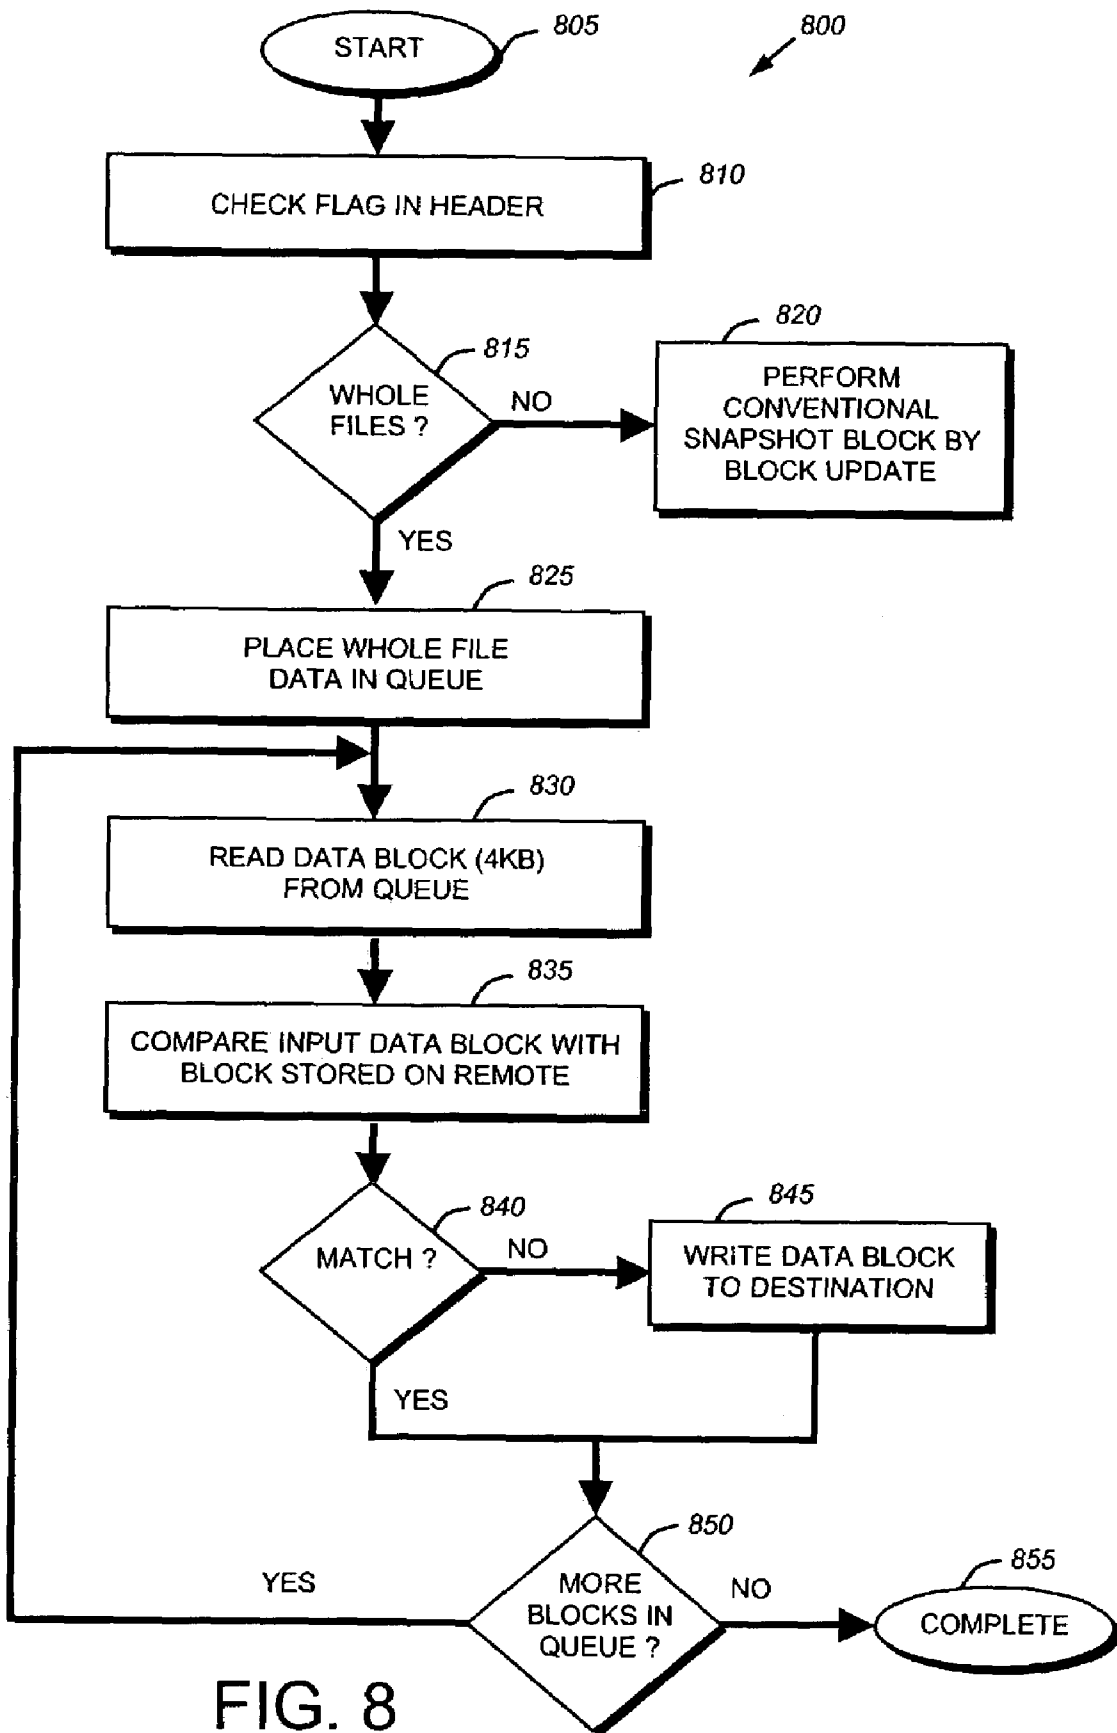 START
805
800
CHECK FLAG IN HEADER
810
WHOLE
FILES ?
815
NO
820
PERFORM
CONVENTIONAL
SNAPSHOT BLOCK BY
BLOCK UPDATE
YES
825
PLACE WHOLE FILE
DATA IN QUEUE
830
READ DATA BLOCK (4KB)
FROM QUEUE
835
COMPARE INPUT DATA BLOCK WITH
BLOCK STORED ON REMOTE
840
MATCH ?
NO
845
WRITE DATA BLOCK
TO DESTINATION
YES
850
MORE
BLOCKS IN
QUEUE ?
YES
NO
855
COMPLETE
FIG. 8